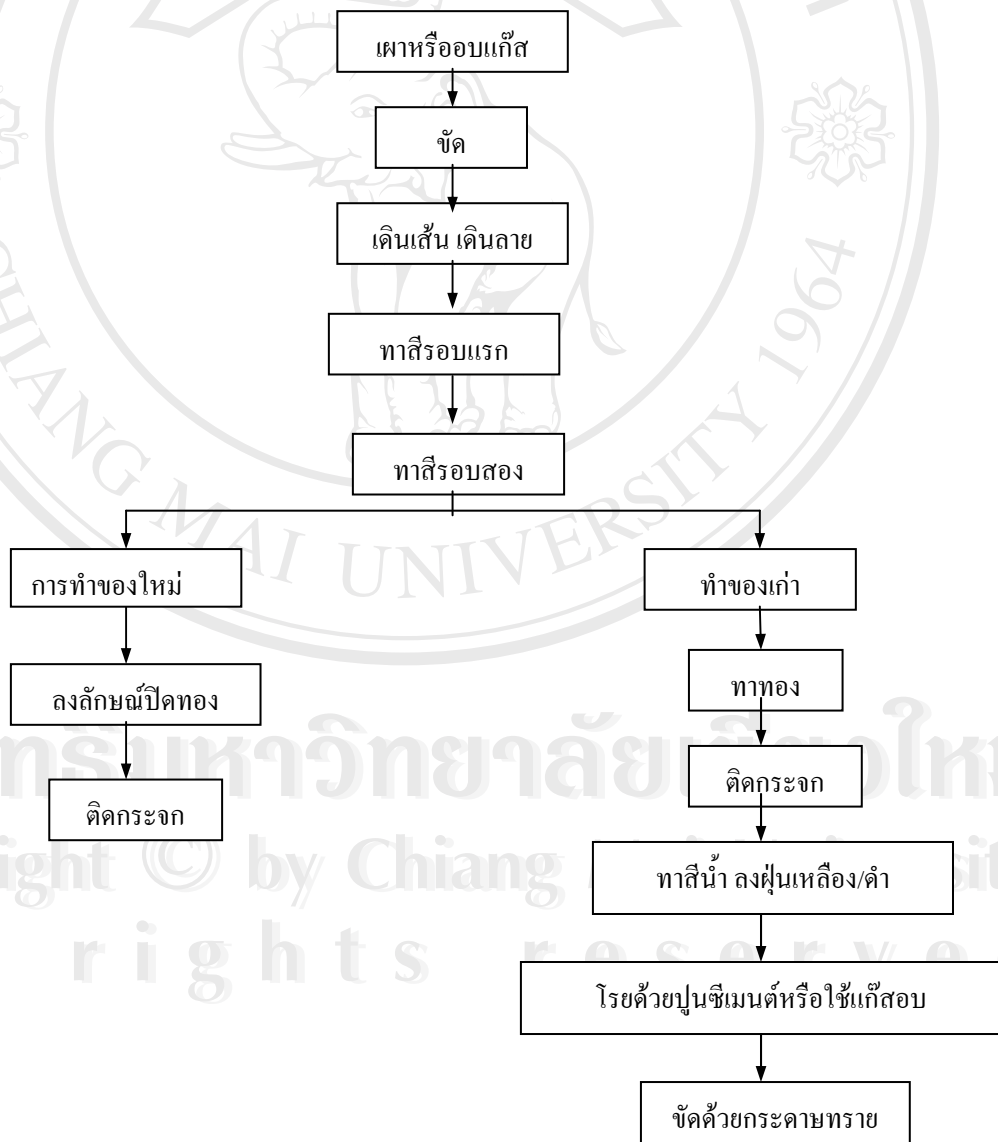 เผาหรืออบแก๊ส
ขัด
เดินเส้น เดินลาย
ทาสีรอบแรก
ทาสีรอบสอง
การทำของใหม่
ลงลักษณ์ปิดทอง
ติดกระจก
ทำของเก่า
ทาทอง
ติดกระจก
ทาสีน้ำ ลงฝุ่นเหลือง/ดำ
โรยด้วยปูนซีเมนต์หรือใช้แก๊สอบ
ขัดด้วยกระดาษทราย
CHIANG MAI UNIVERSITY 1964
by Chiang
rights